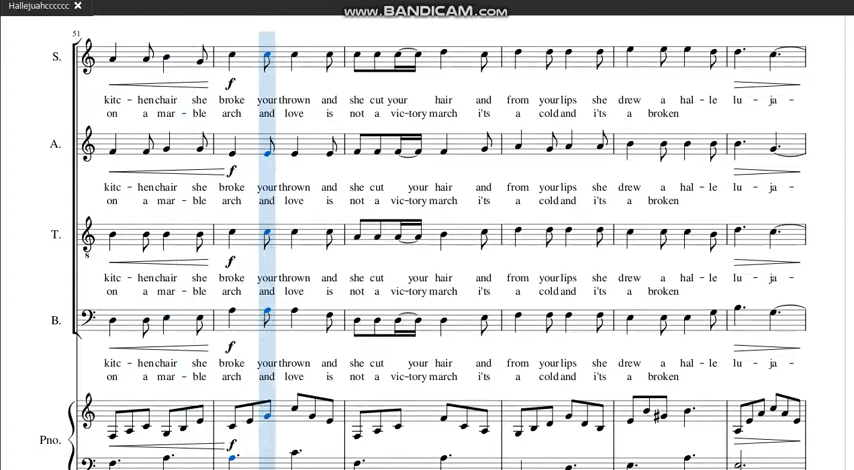 Hallejuahcccccc ✕
www.BANDICAM.com
51
S.
f
kitc - hen chair she broke your thrown and she cut your hair and from your lips she drew a hal - le lu - ja -
on a mar - ble arch and love is not a vic-tory march i'ts a cold and i'ts a broken
A.
f
kitc - hen chair she broke your thrown and she cut your hair and from your lips she drew a hal - le lu - ja -
on a mar - ble arch and love is not a vic-tory march i'ts a cold and i'ts a broken
T.
8
f
kitc - hen chair she broke your thrown and she cut your hair and from your lips she drew a hal - le lu - ja -
on a mar - ble arch and love is not a vic-tory march i'ts a cold and i'ts a broken
B.
f
kitc - hen chair she broke your thrown and she cut your hair and from your lips she drew a hal - le lu - ja -
on a mar - ble arch and love is not a vic-tory march i'ts a cold and i'ts a broken
Pno.
f